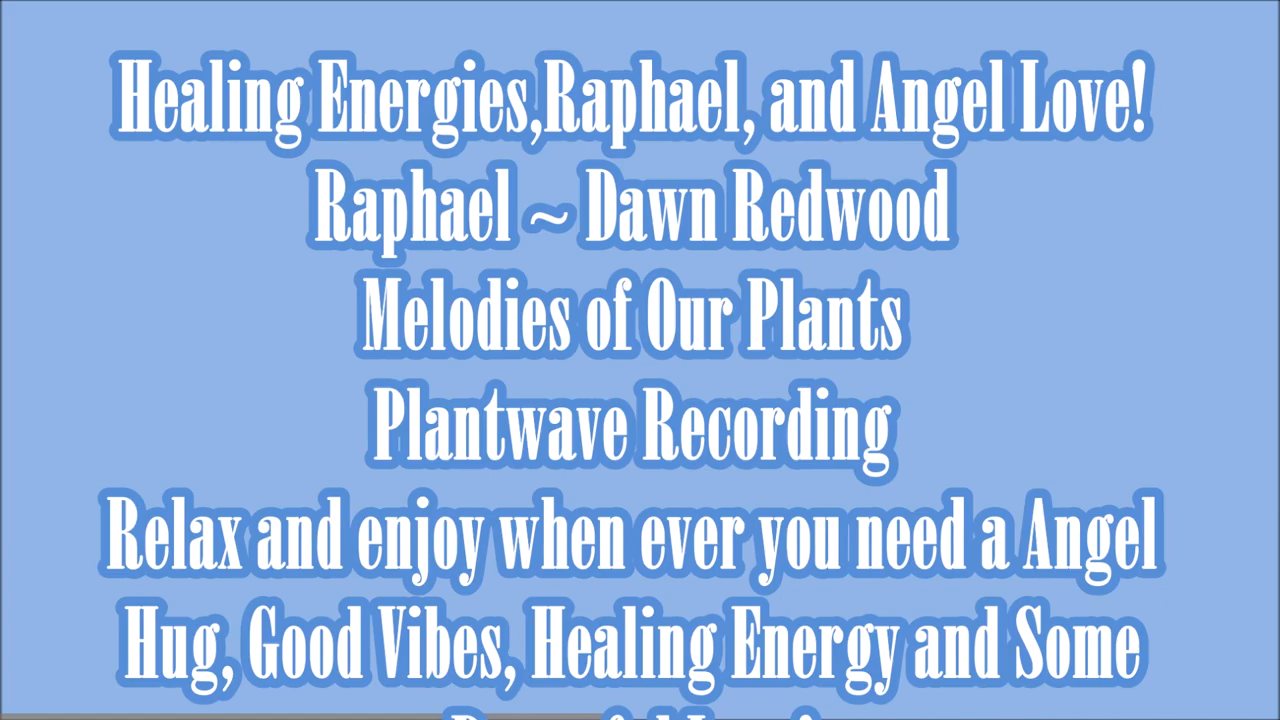 Healing Energies,Raphael, and Angel Love!
Raphael ~ Dawn Redwood
Melodies of Our Plants
Plantwave Recording
Relax and enjoy when ever you need a Angel
Hug, Good Vibes, Healing Energy and Some